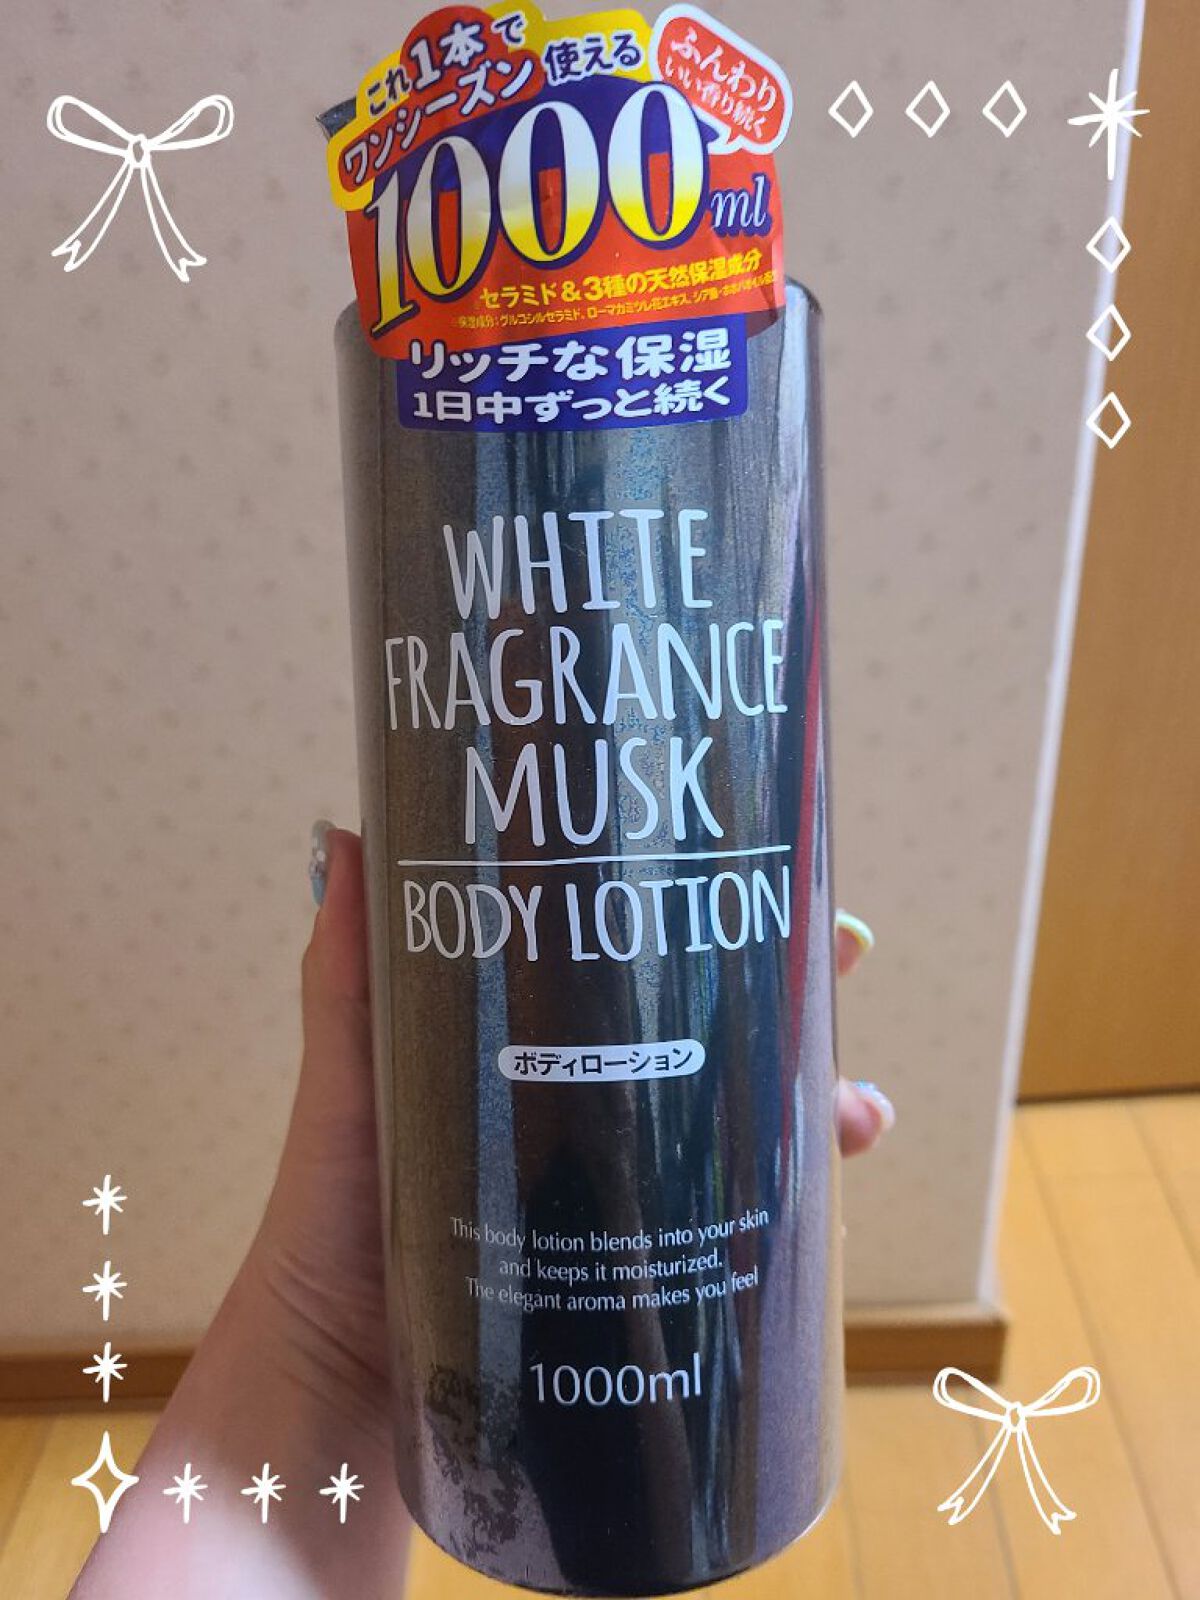 これ1本で
ワンシーズン使える
ふんわり
いい香り続く
1000ml
セラミド&3種の天然保湿成分
リッチな保湿
1日中ずっと続く
WHITE
FRAGRANCE
MUSK
BODY LOTION
ボディローション
This body lotion blends into your skin
and keeps it moisturized.
The elegant aroma makes you feel
1000ml